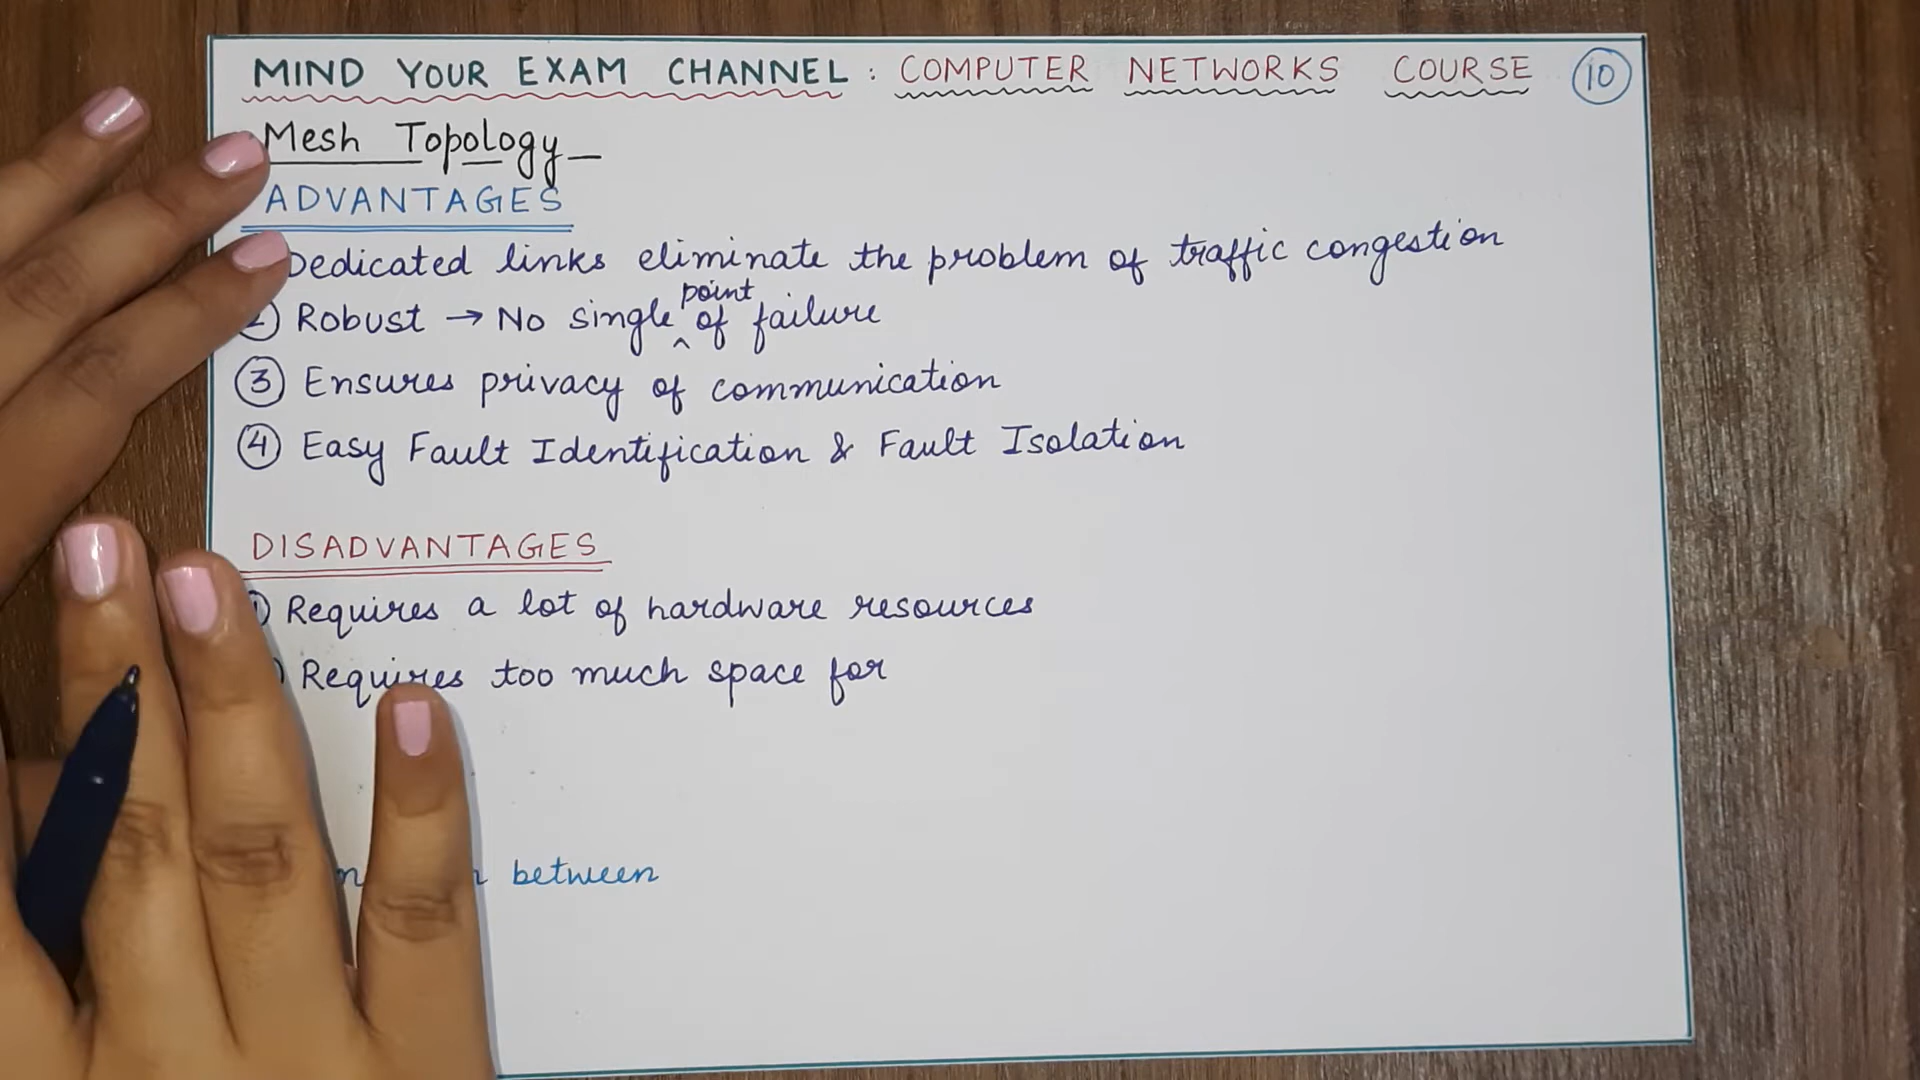 MIND YOUR EXAM CHANNEL : COMPUTER NETWORKS COURSE 10
Mesh Topology
ADVANTAGES
Dedicated links eliminate the problem of traffic congestion
2 Robust → No single point of failure
3 Ensures privacy of communication
4 Easy Fault Identification & Fault Isolation
DISADVANTAGES
1 Requires a lot of hardware resources
Requires too much space for
between